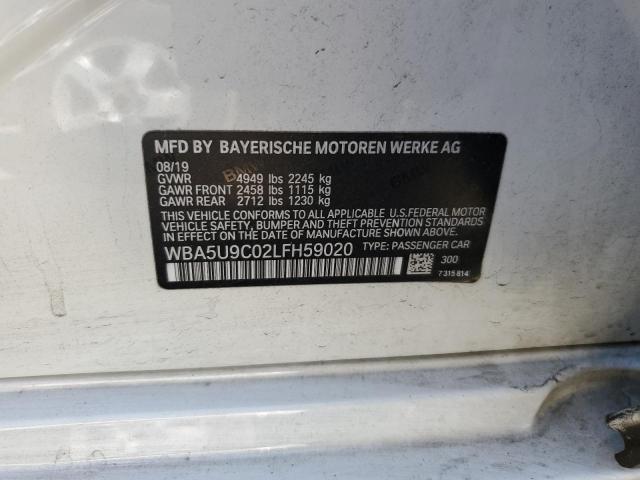 MFD BY BAYERISCHE MOTOREN WERKE AG
08/19
GVWR 4949 lbs 2245 kg
GAWR FRONT 2458 lbs 1115 kg
GAWR REAR 2712 lbs 1230 kg
THIS VEHICLE CONFORMS TO ALL APPLICABLE U.S.FEDERAL MOTOR
VEHICLE SAFETY, BUMPER AND THEFT PREVENTION STANDARDS
IN EFFECT ON THE DATE OF MANUFACTURE SHOWN ABOVE.
WBA5U9C02LFH59020 TYPE: PASSENGER CAR
300
7315814